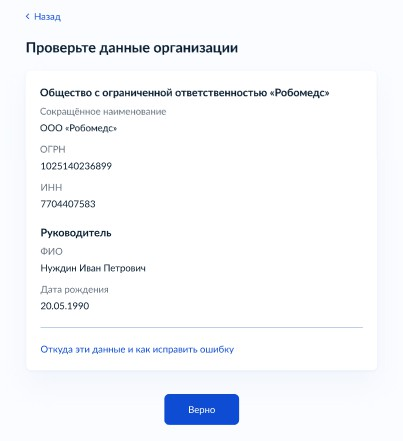 Назад
Проверьте данные организации
Общество с ограниченной ответственностью «Робомедс»
Сокращённое наименование
ООО «Робомедс»
ОГРН
1025140236899
ИНН
7704407583
Руководитель
ФИО
Нуждин Иван Петрович
Дата рождения
20.05.1990
Откуда эти данные и как исправить ошибку
Верно